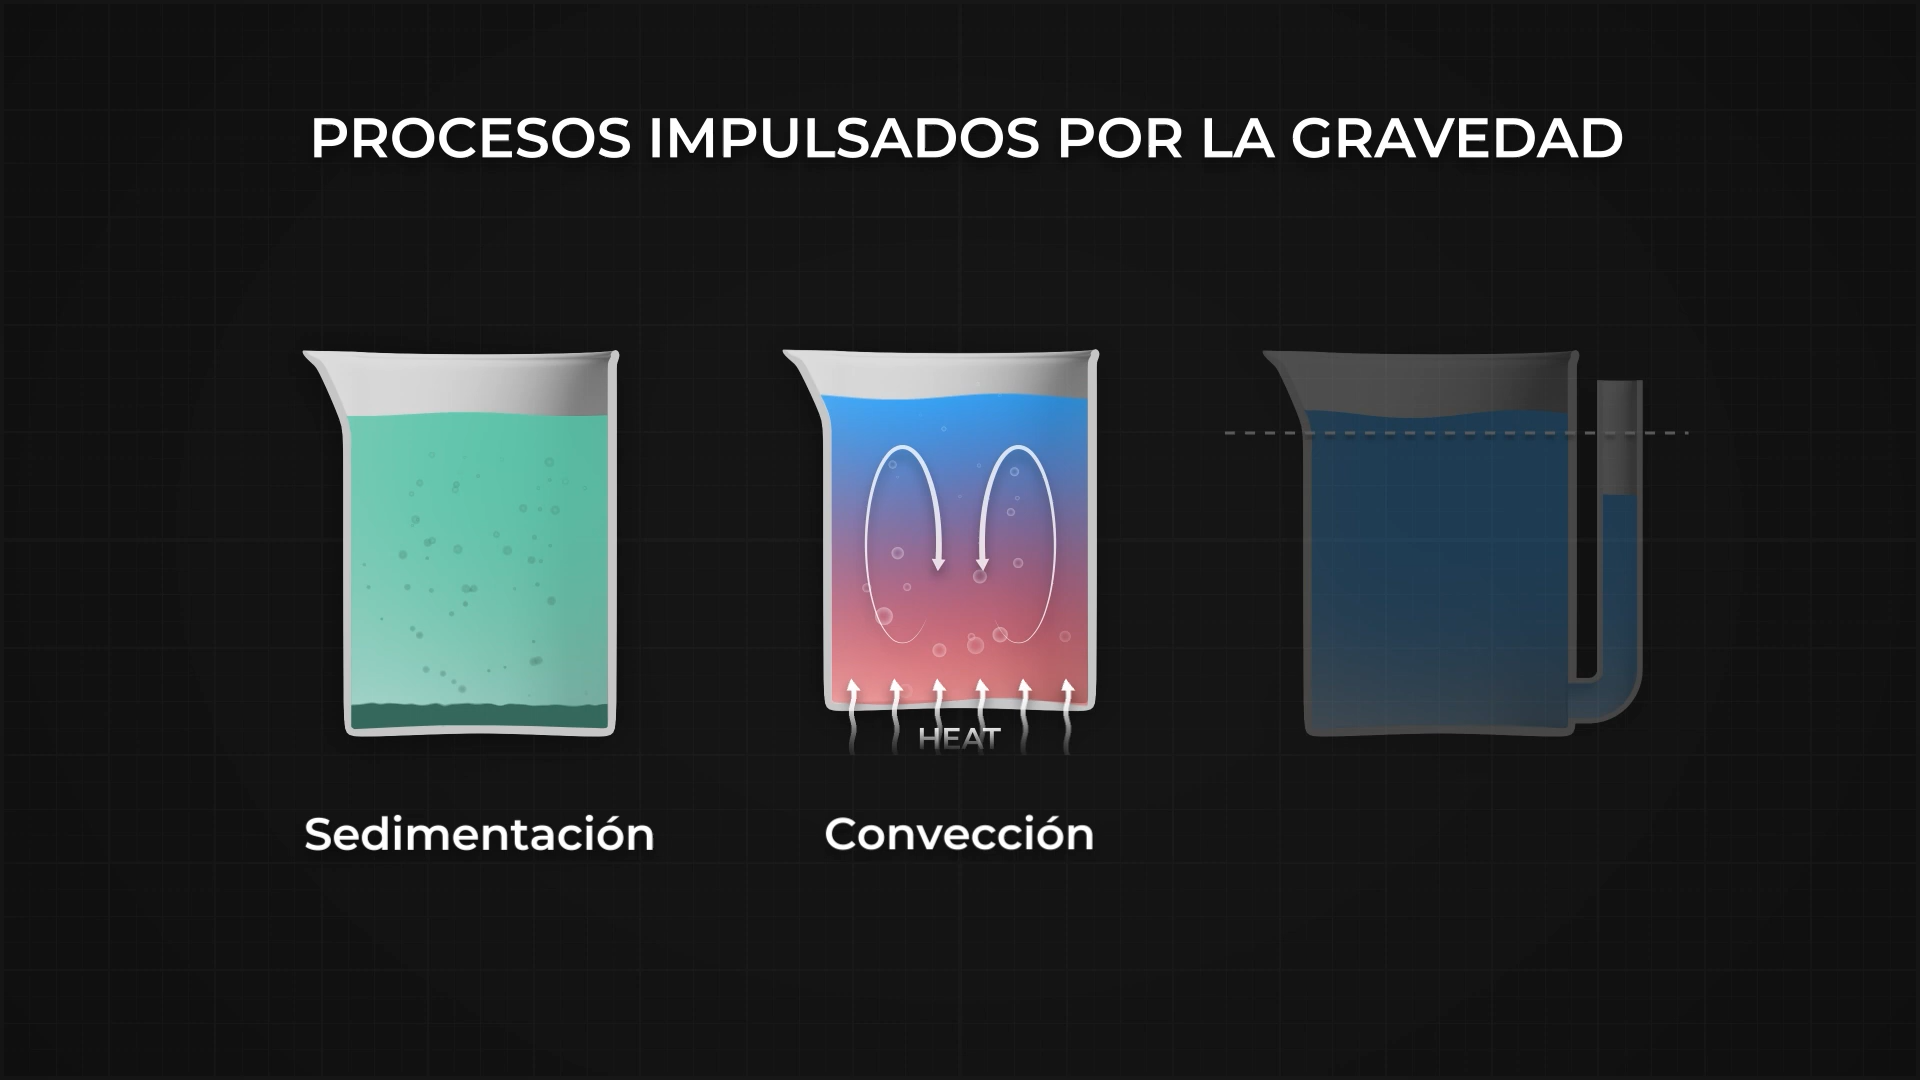 PROCESOS IMPULSADOS POR LA GRAVEDAD
HEAT
Sedimentación
Convección